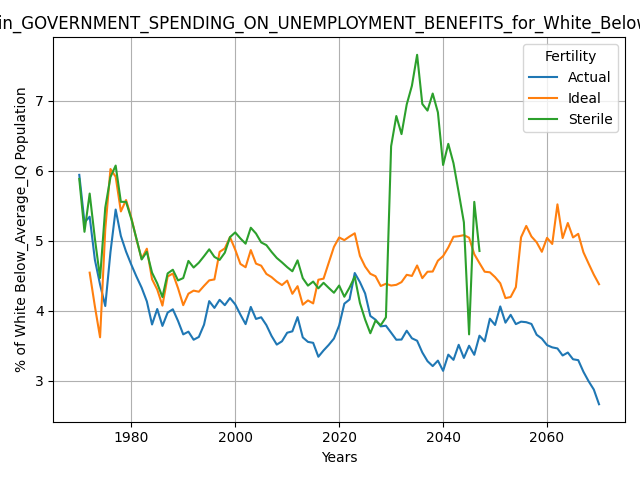 in_GOVERNMENT_SPENDING_ON_UNEMPLOYMENT_BENEFITS_for_White_Below
Fertility
Actual
Ideal
Sterile
% of White Below_Average_IQ Population
7
6
5
4
3
1980 2000 2020 2040 2060
Years